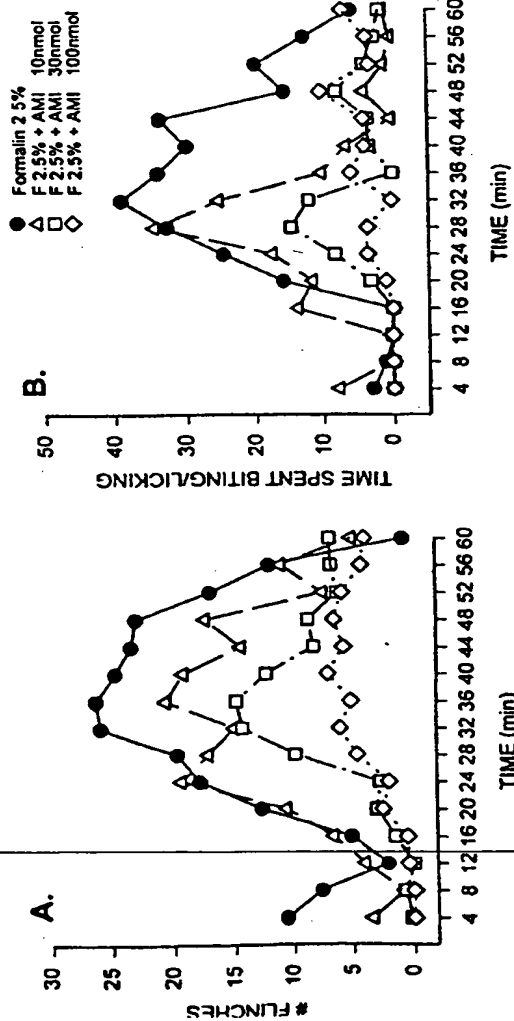 A.
# FLINCHES
30
25
20
15
10
5
0
4 8 12 16 20 24 28 32 36 40 44 48 52 56 60
TIME (min)
B.
● Formalin 2 5%
△ F 2.5% + AMI 10nmol
□ F 2.5% + AMI 30nmol
◇ F 2.5% + AMI 100nmol
TIME SPENT BITING/LICKING
50
40
30
20
10
0
4 8 12 16 20 24 28 32 36 40 44 48 52 56 60
TIME (min)